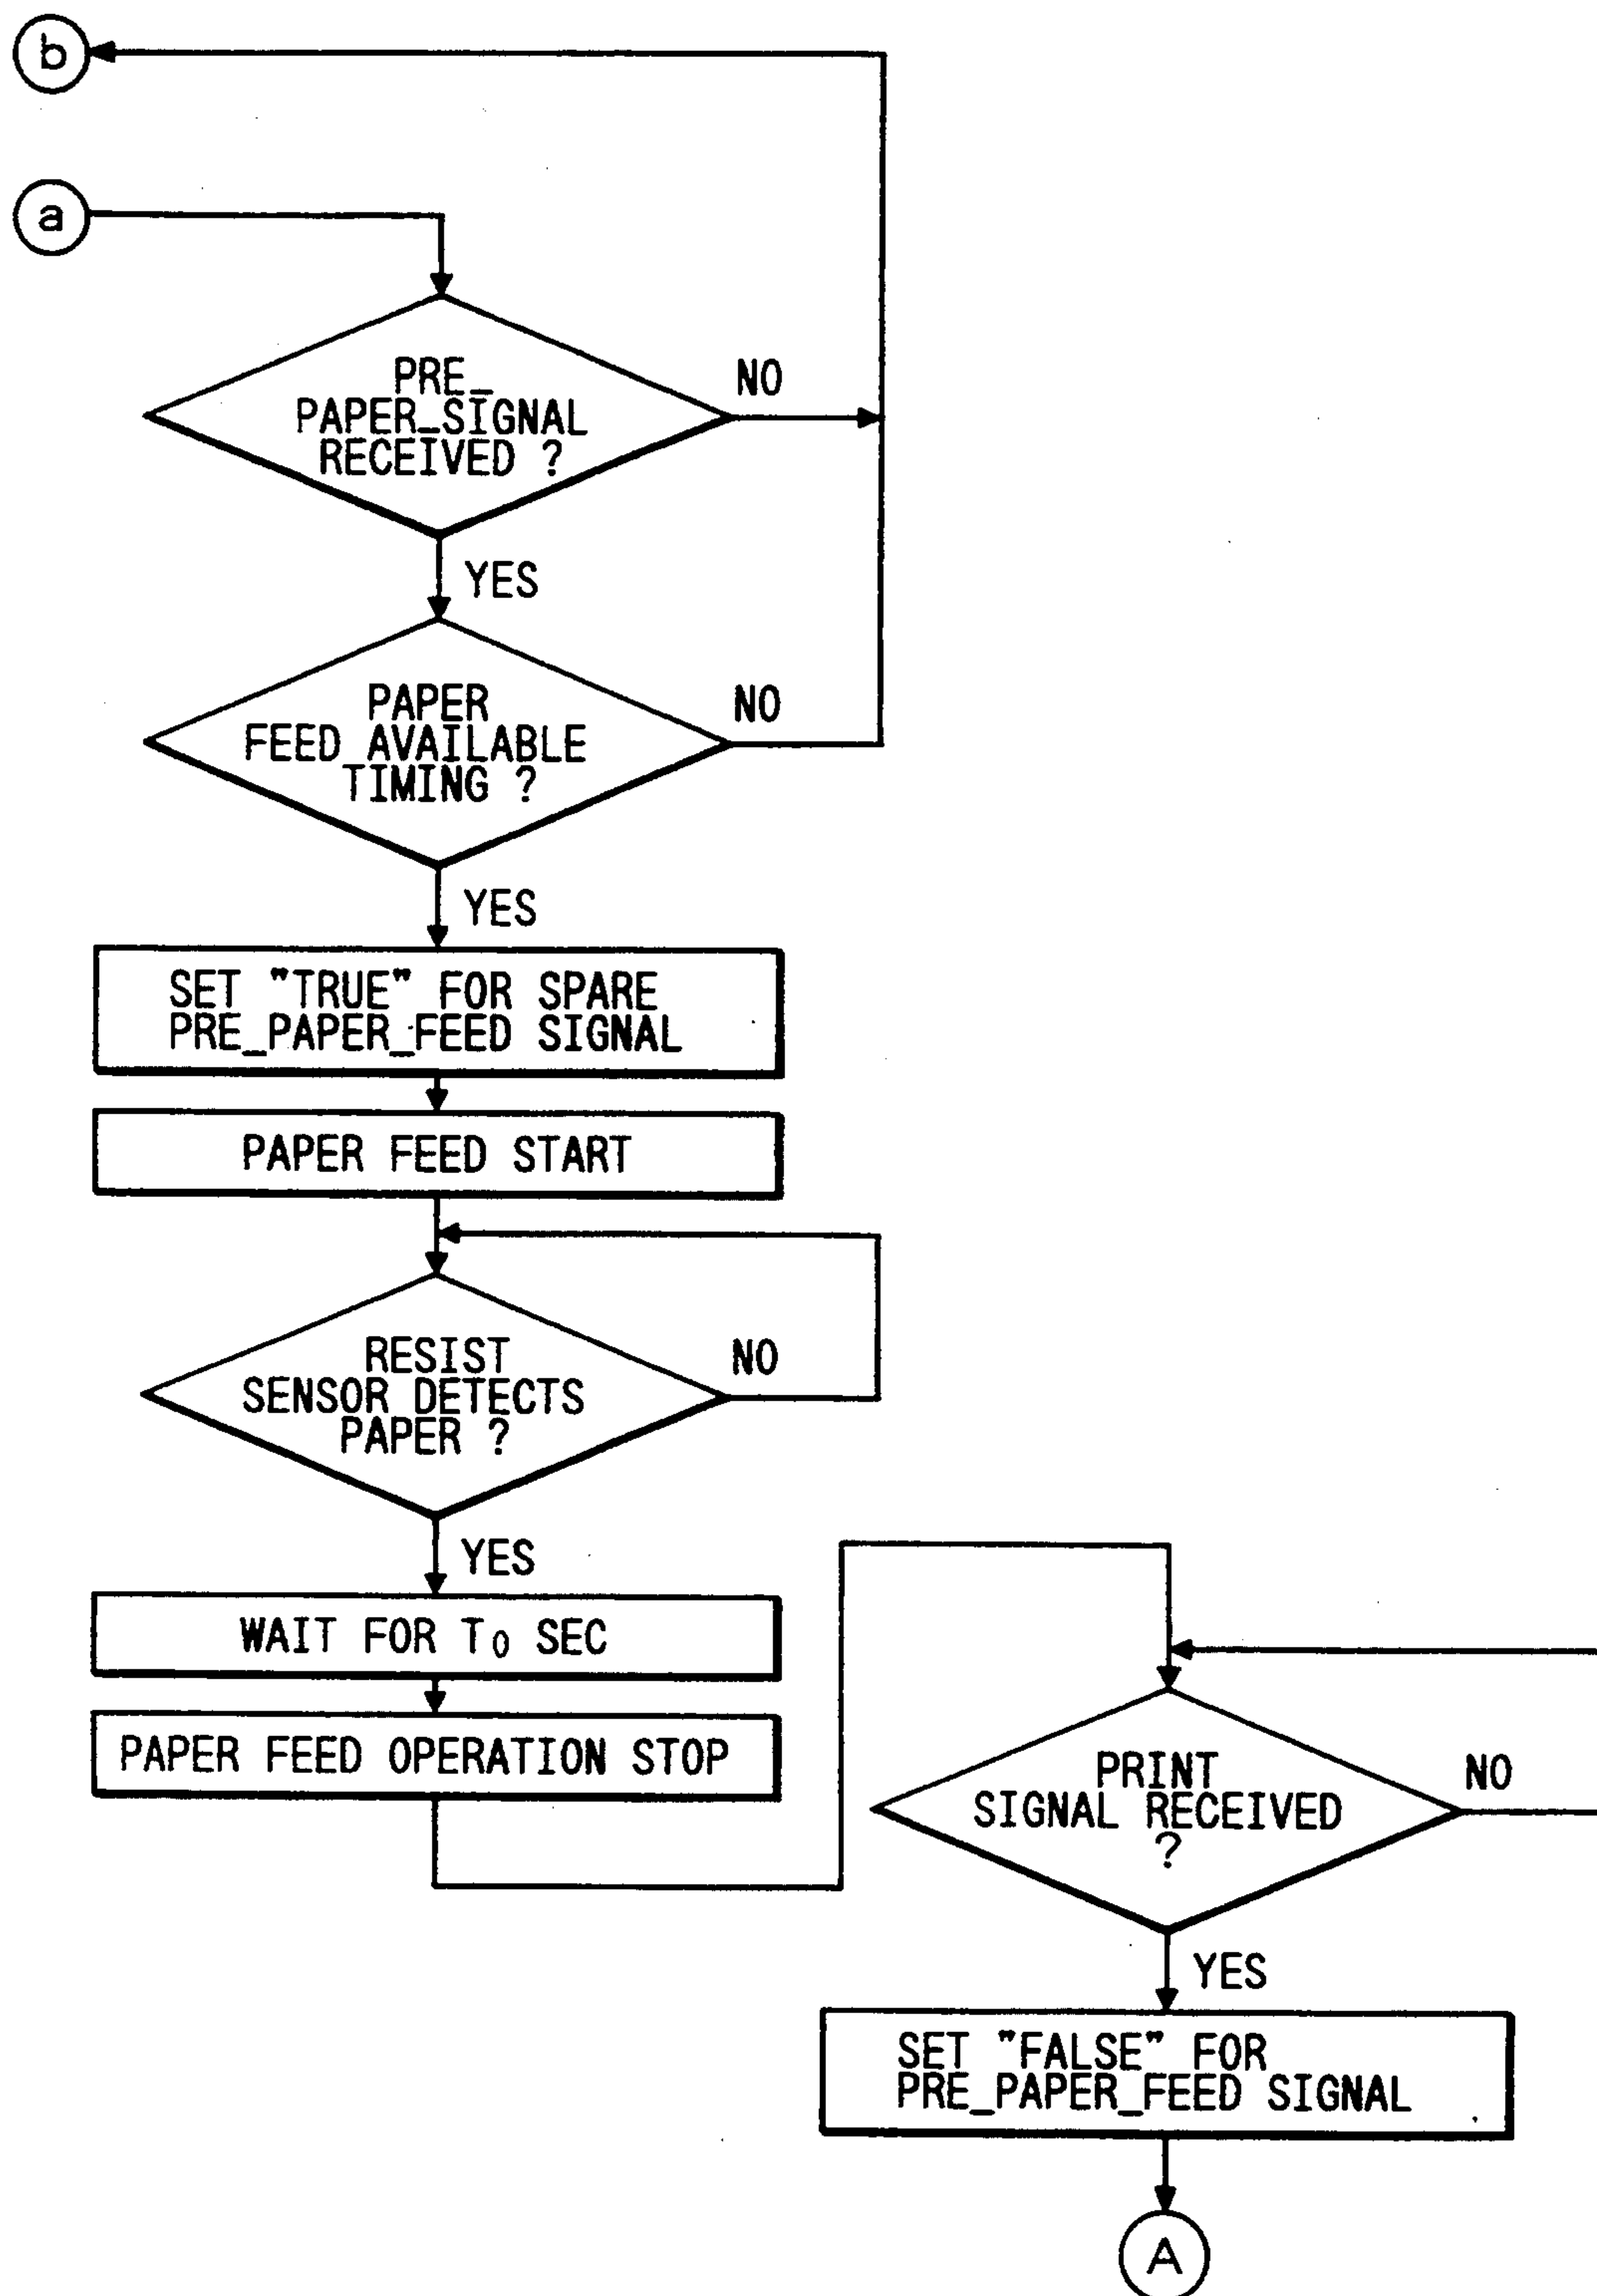 b
a
PRE_
PAPER_SIGNAL
RECEIVED ?
NO
YES
PAPER
FEED AVAILABLE
TIMING ?
NO
YES
SET "TRUE" FOR SPARE
PRE_PAPER_FEED SIGNAL
PAPER FEED START
RESIST
SENSOR DETECTS
PAPER ?
NO
YES
WAIT FOR T0 SEC
PAPER FEED OPERATION STOP
PRINT
SIGNAL RECEIVED
?
NO
YES
SET "FALSE" FOR
PRE_PAPER_FEED SIGNAL
A